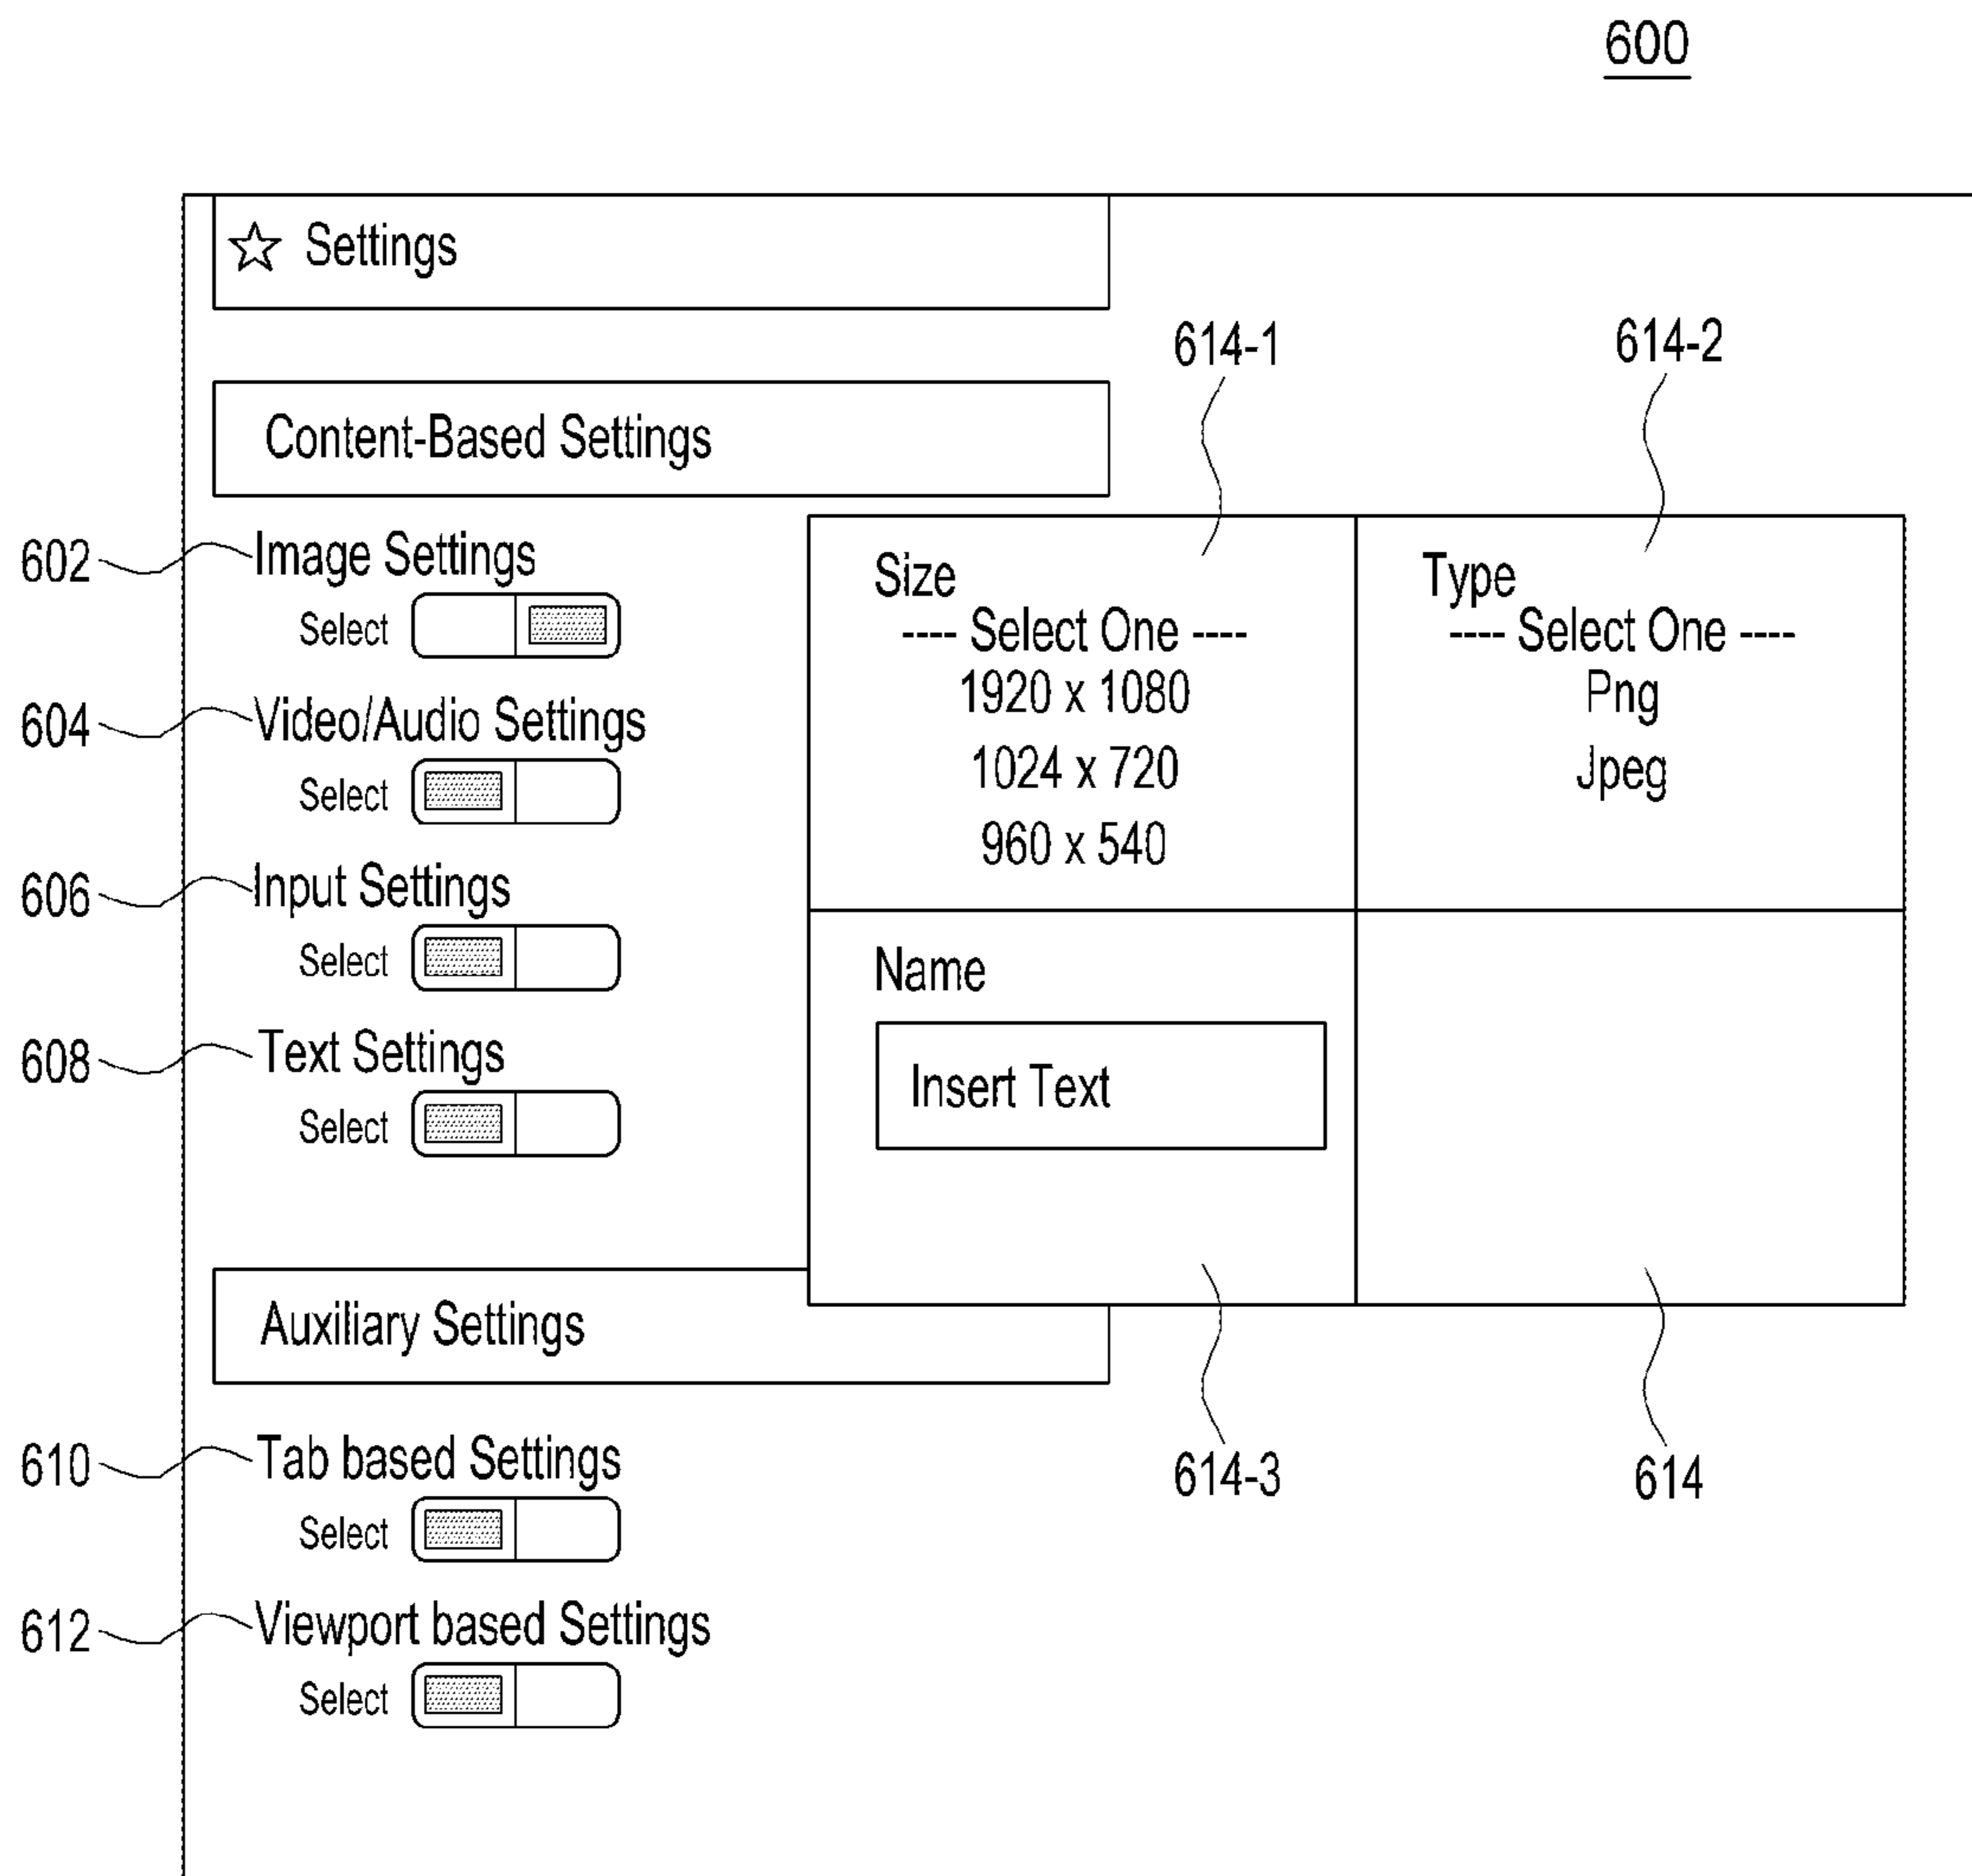 600
☆ Settings
614-1
614-2
Content-Based Settings
602
Image Settings
Select
604
Video/Audio Settings
Select
606
Input Settings
Select
608
Text Settings
Select
Size
---- Select One ----
1920 x 1080
1024 x 720
960 x 540
Type
---- Select One ----
Png
Jpeg
Name
Insert Text
Auxiliary Settings
614-3
614
610
Tab based Settings
Select
612
Viewport based Settings
Select